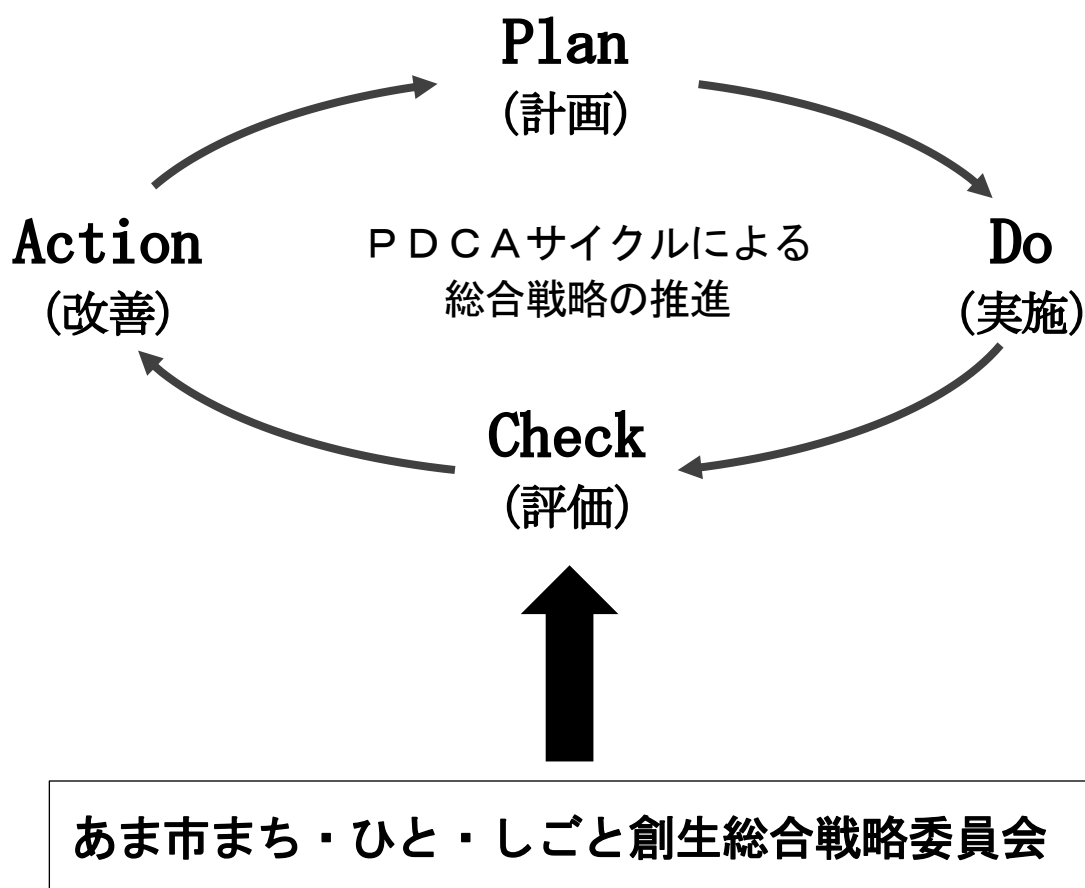 Plan
(計画)
Action
(改善)
ＰＤＣＡサイクルによる
総合戦略の推進
Do
(実施)
Check
(評価)
あま市まち・ひと・しごと創生総合戦略委員会